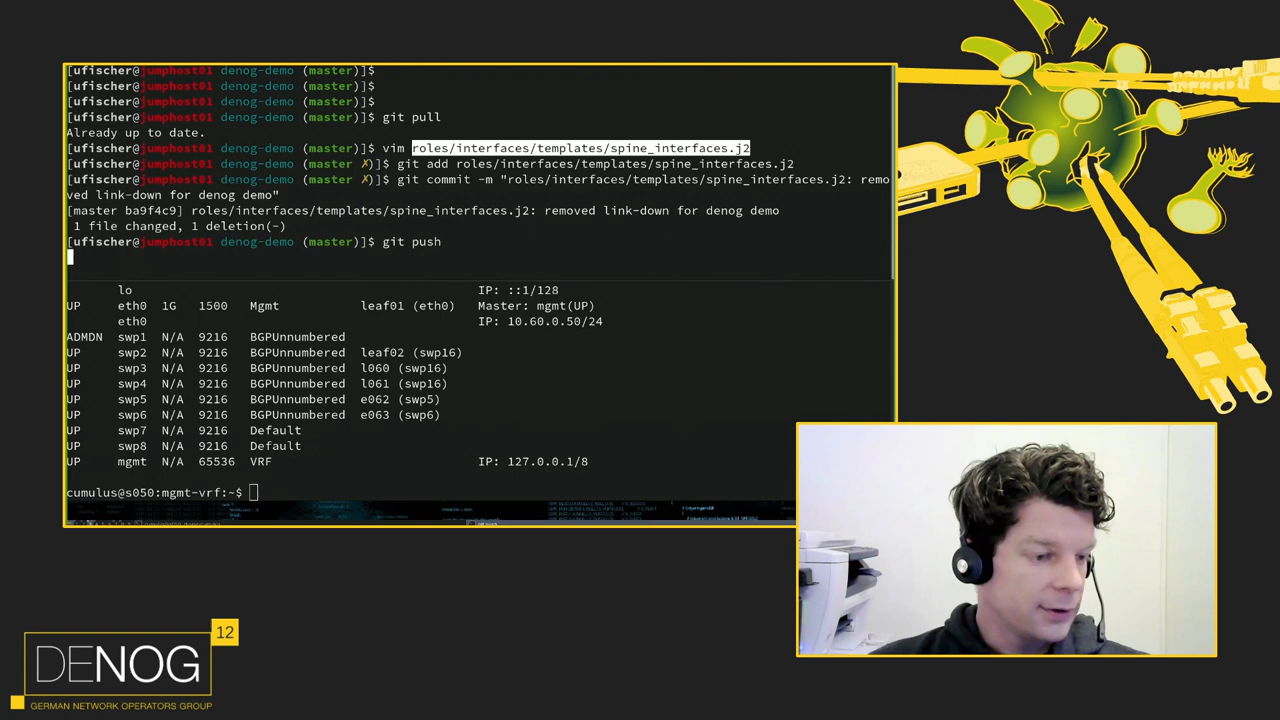 [ufischer@jumphost01 denog-demo (master)]$
[ufischer@jumphost01 denog-demo (master)]$
[ufischer@jumphost01 denog-demo (master)]$
[ufischer@jumphost01 denog-demo (master)]$ git pull
Already up to date.
[ufischer@jumphost01 denog-demo (master)]$ vim roles/interfaces/templates/spine_interfaces.j2
[ufischer@jumphost01 denog-demo (master ✗)]$ git add roles/interfaces/templates/spine_interfaces.j2
[ufischer@jumphost01 denog-demo (master ✗)]$ git commit -m "roles/interfaces/templates/spine_interfaces.j2: remo
ved link-down for denog demo"
[master ba9f4c9] roles/interfaces/templates/spine_interfaces.j2: removed link-down for denog demo
1 file changed, 1 deletion(-)
[ufischer@jumphost01 denog-demo (master)]$ git push
lo IP: ::1/128
UP eth0 1G 1500 Mgmt leaf01 (eth0) Master: mgmt(UP)
eth0 IP: 10.60.0.50/24
ADMDN swp1 N/A 9216 BGPUnnumbered
UP swp2 N/A 9216 BGPUnnumbered leaf02 (swp16)
UP swp3 N/A 9216 BGPUnnumbered l060 (swp16)
UP swp4 N/A 9216 BGPUnnumbered l061 (swp16)
UP swp5 N/A 9216 BGPUnnumbered e062 (swp5)
UP swp6 N/A 9216 BGPUnnumbered e063 (swp6)
UP swp7 N/A 9216 Default
UP swp8 N/A 9216 Default
UP mgmt N/A 65536 VRF IP: 127.0.0.1/8
cumulus@s050:mgmt-vrf:~$
12
DENOG
GERMAN NETWORK OPERATORS GROUP